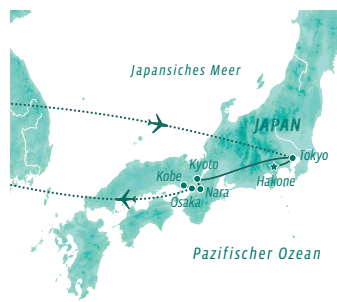 Japansiches Meer
JAPAN
Tokyo
Kyoto
Kobe
Hakone
Nara
Osaka
Pazifischer Ozean